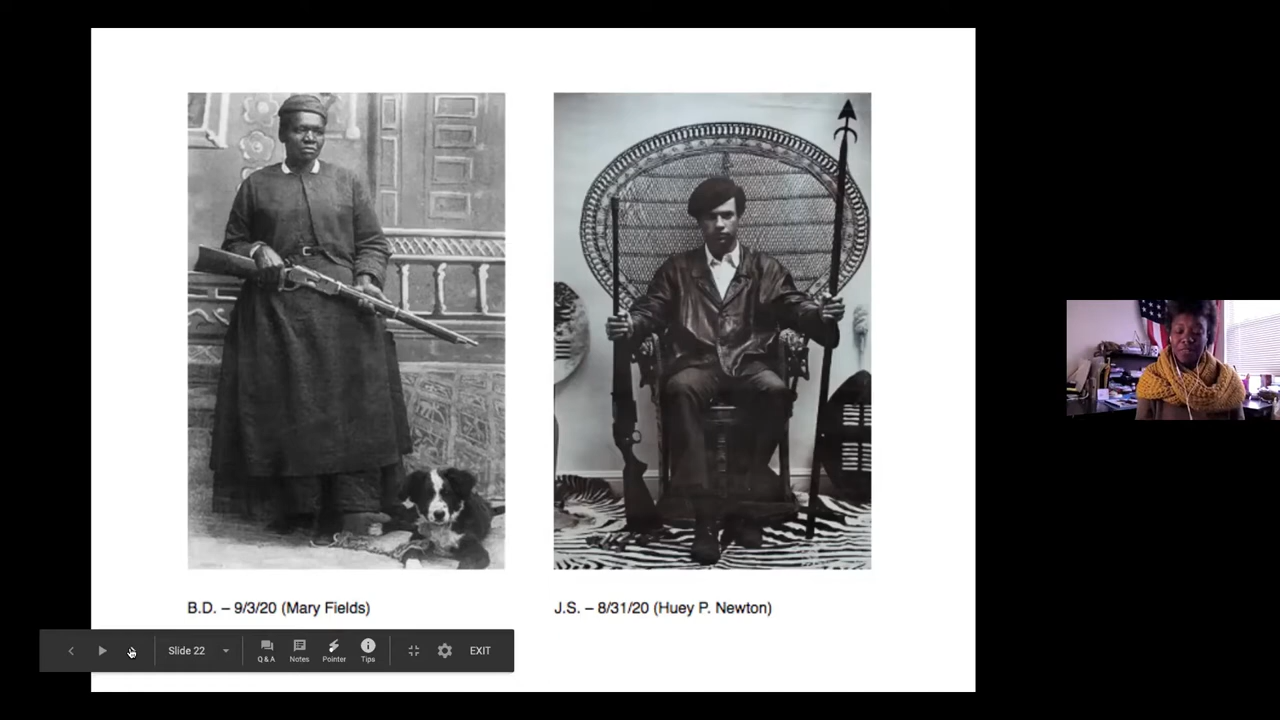 B.D. – 9/3/20 (Mary Fields)
J.S. – 8/31/20 (Huey P. Newton)
Slide 22
Q&A
Notes
Pointer
Tips
EXIT